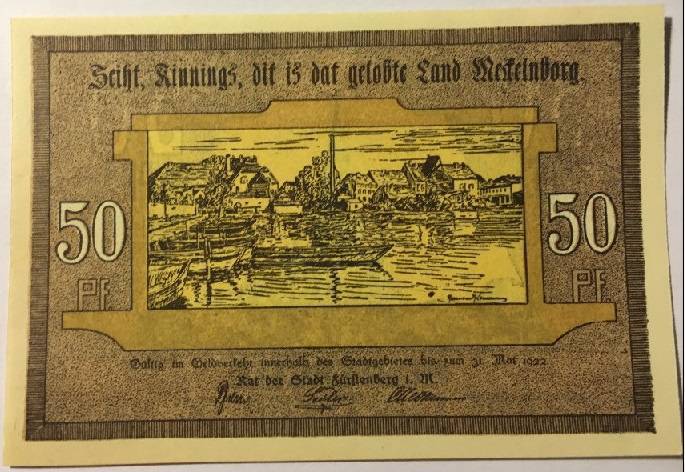 Seiht, Kinnings, dit is dat gelobte Land Meckelnborg.
50
Pf.
50
Pf.
Gültig im Geldverkehr innerhalb des Stadtgebietes bis zum 31. Mai 1922
Rat der Stadt Fürstenberg i. M.